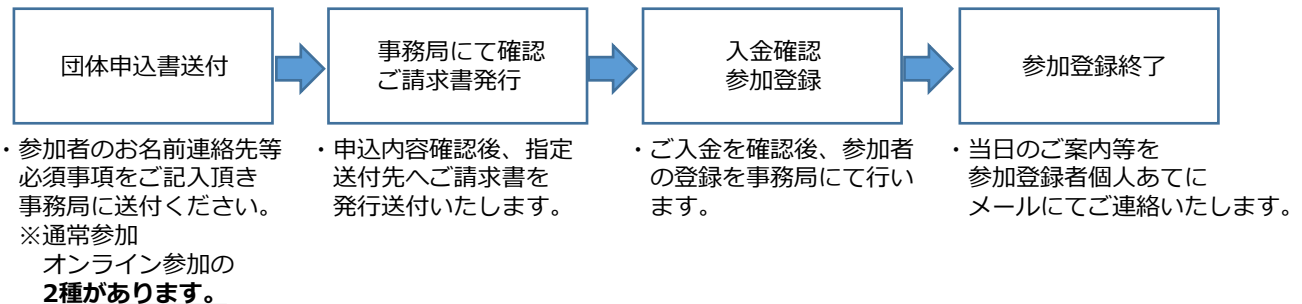 団体申込書送付
事務局にて確認
ご請求書発行
入金確認
参加登録
参加登録終了
・参加者のお名前連絡先等
必須事項をご記入頂き
事務局に送付ください。
※通常参加
オンライン参加の
2種があります。
・申込内容確認後、指定
送付先へご請求書を
発行送付いたします。
・ご入金を確認後、参加者
の登録を事務局にて行い
ます。
・当日のご案内等を
参加登録者個人あてに
メールにてご連絡いたします。